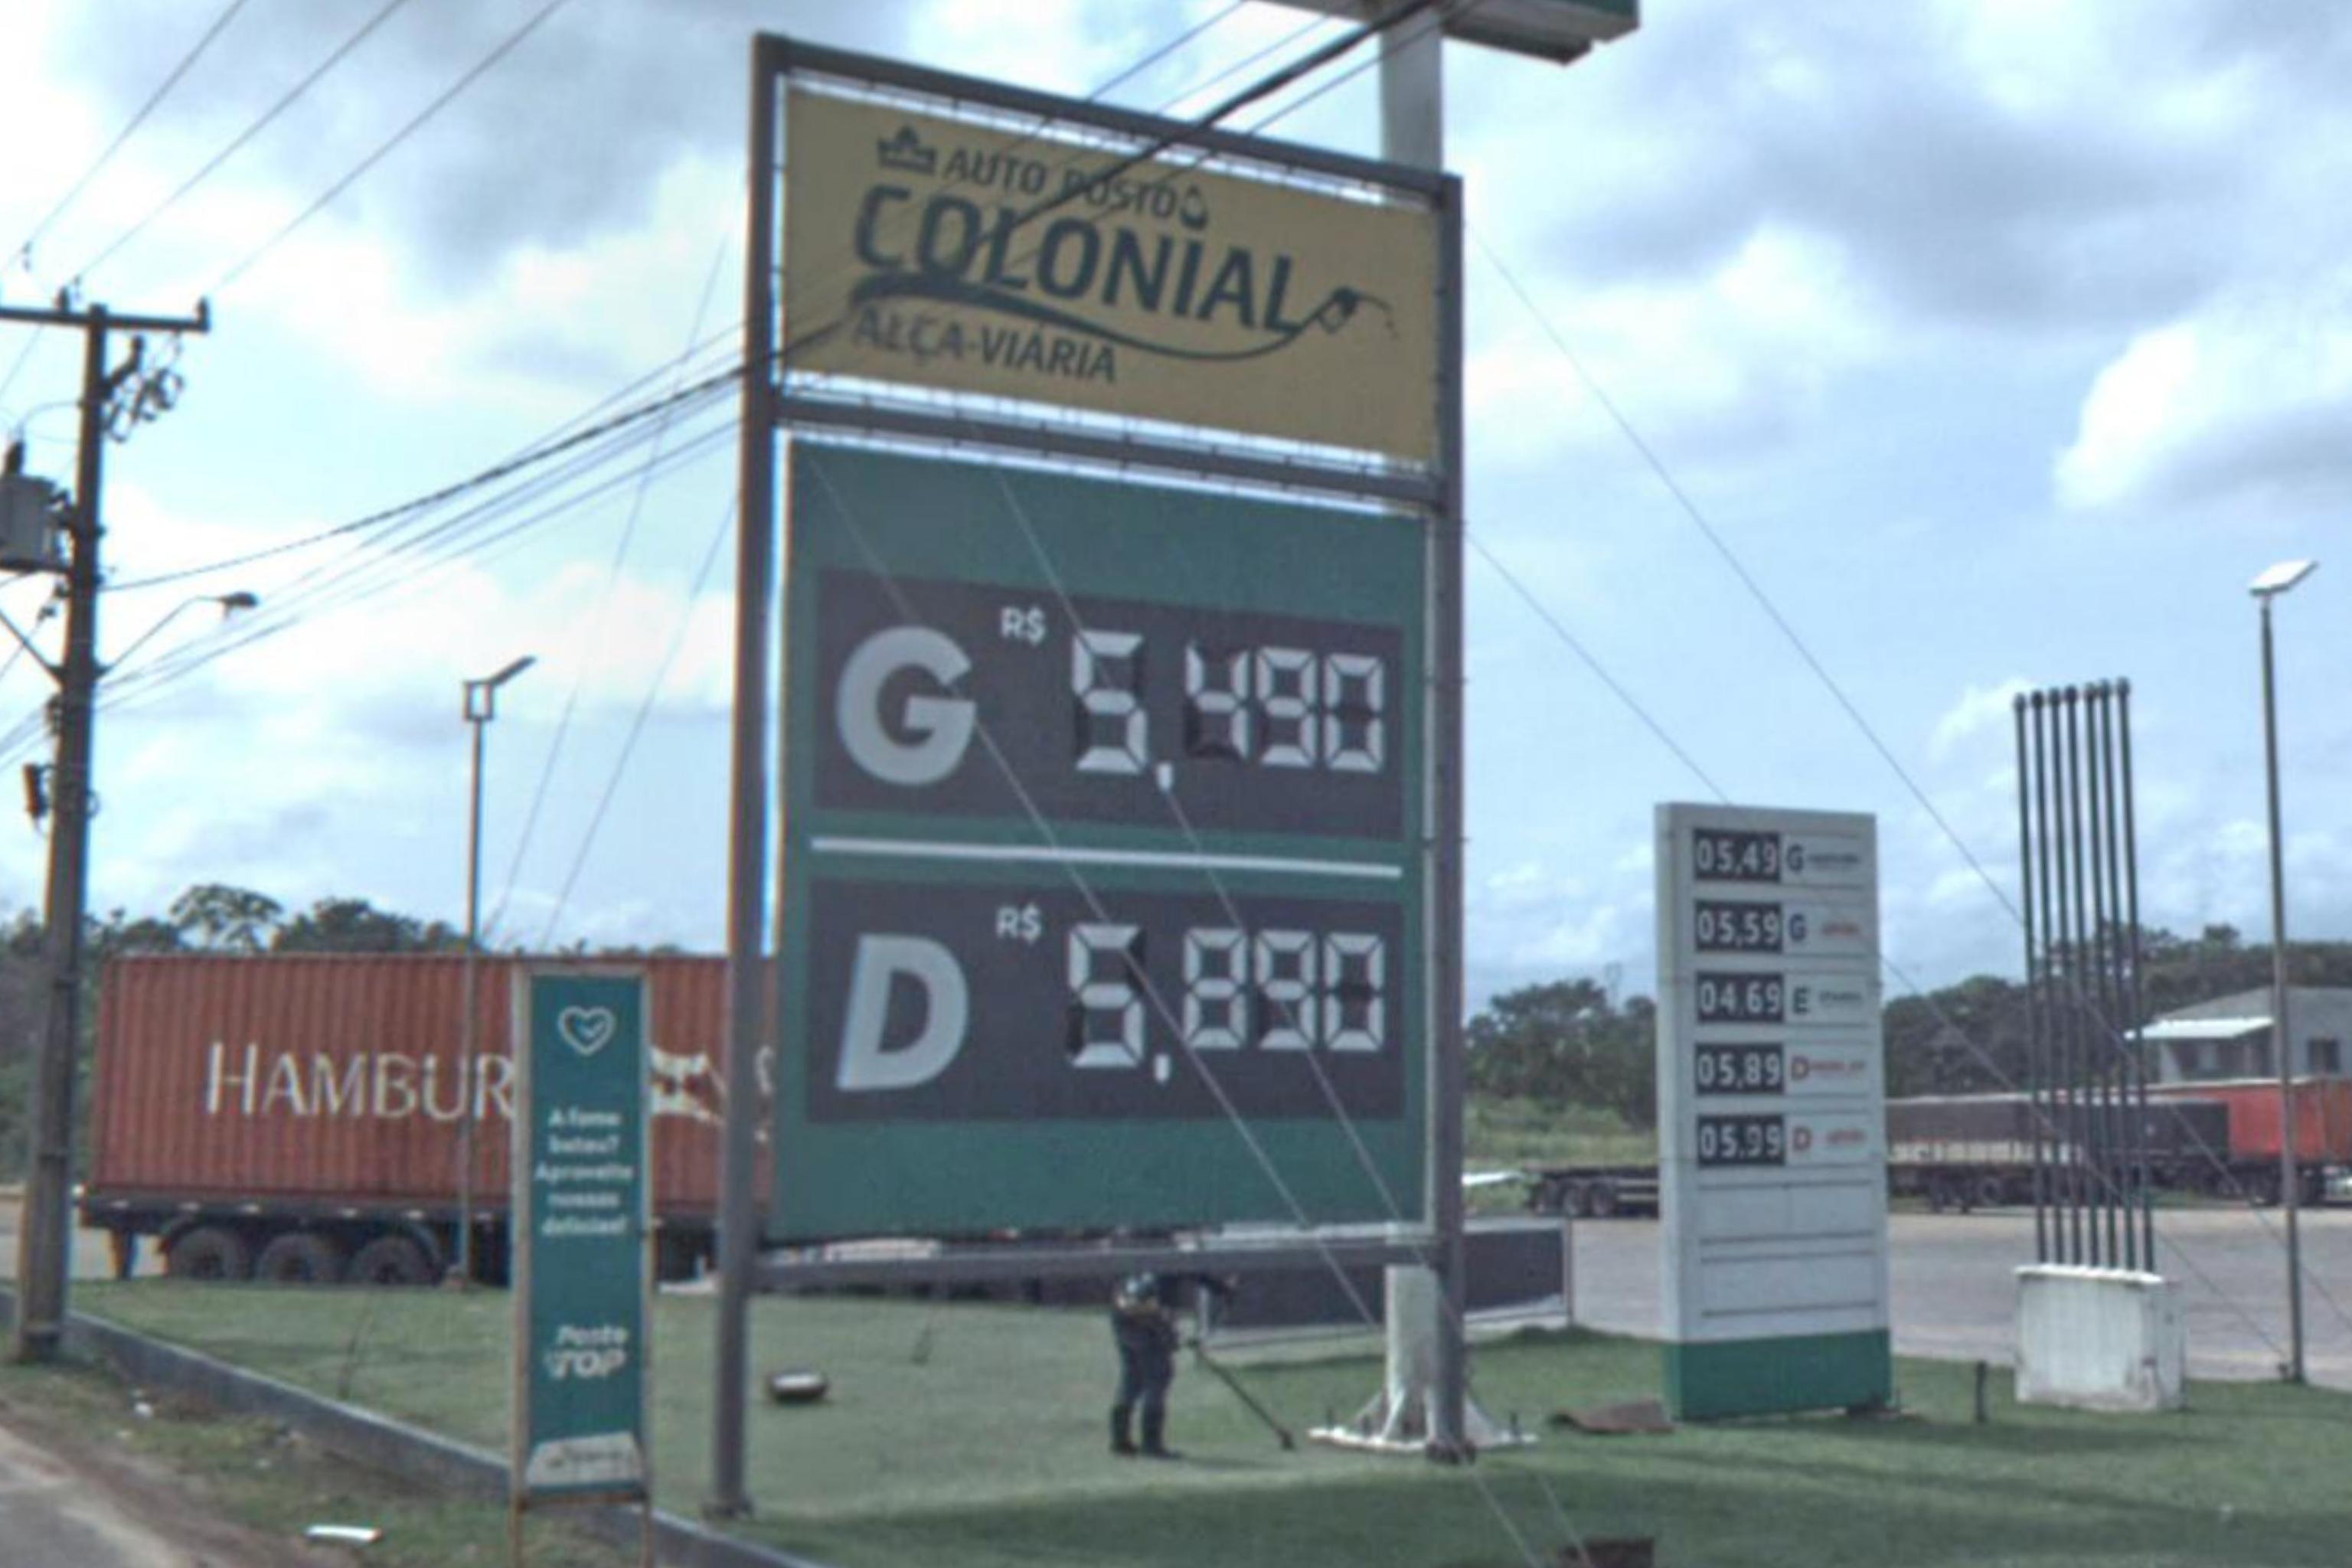 AUTO POSTO
COLONIAL
ALÇA-VIÁRIA
G R$ 5,490
D R$ 5,890
HAMBUR
A fome
bateu?
Aproveite
nossas
delícias!
Ponto
TOP
05,49 G
05,59 G
04,69 E
05,89 D
05,99 D